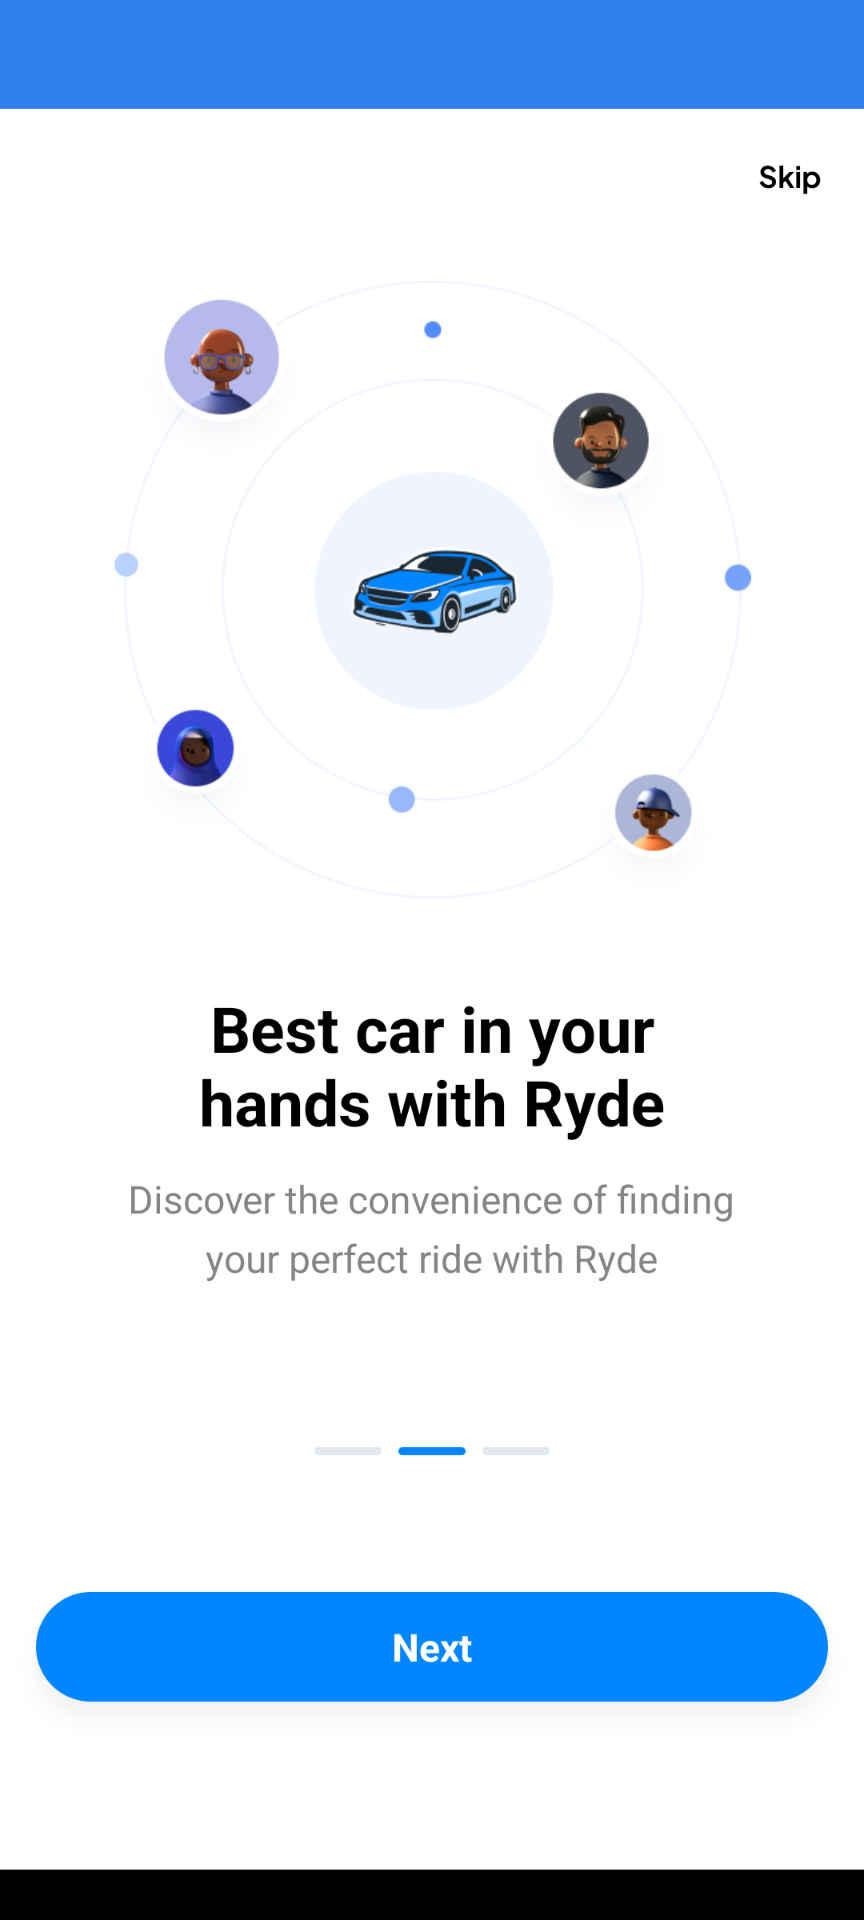 Skip
Best car in your
hands with Ryde
Discover the convenience of finding
your perfect ride with Ryde
Next